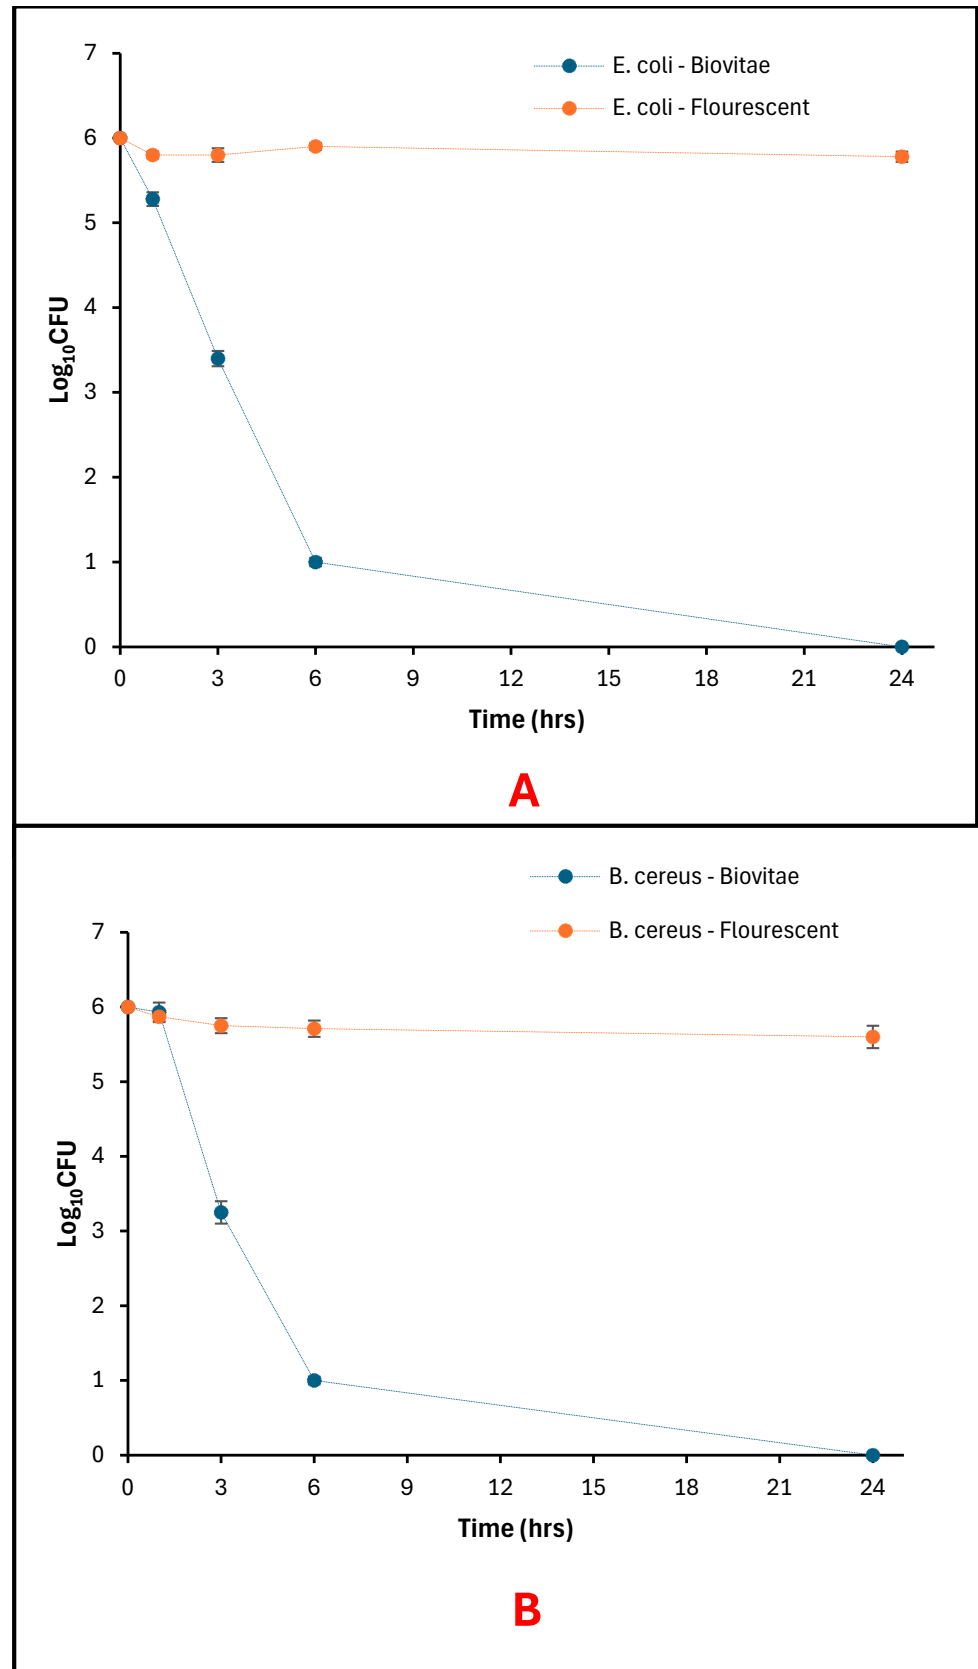 E. coli - Biovitae
E. coli - Flourescent
7
6
5
4
3
2
1
0
Log₁₀CFU
0 3 6 9 12 15 18 21 24
Time (hrs)
A
B. cereus - Biovitae
B. cereus - Flourescent
7
6
5
4
3
2
1
0
Log₁₀CFU
0 3 6 9 12 15 18 21 24
Time (hrs)
B